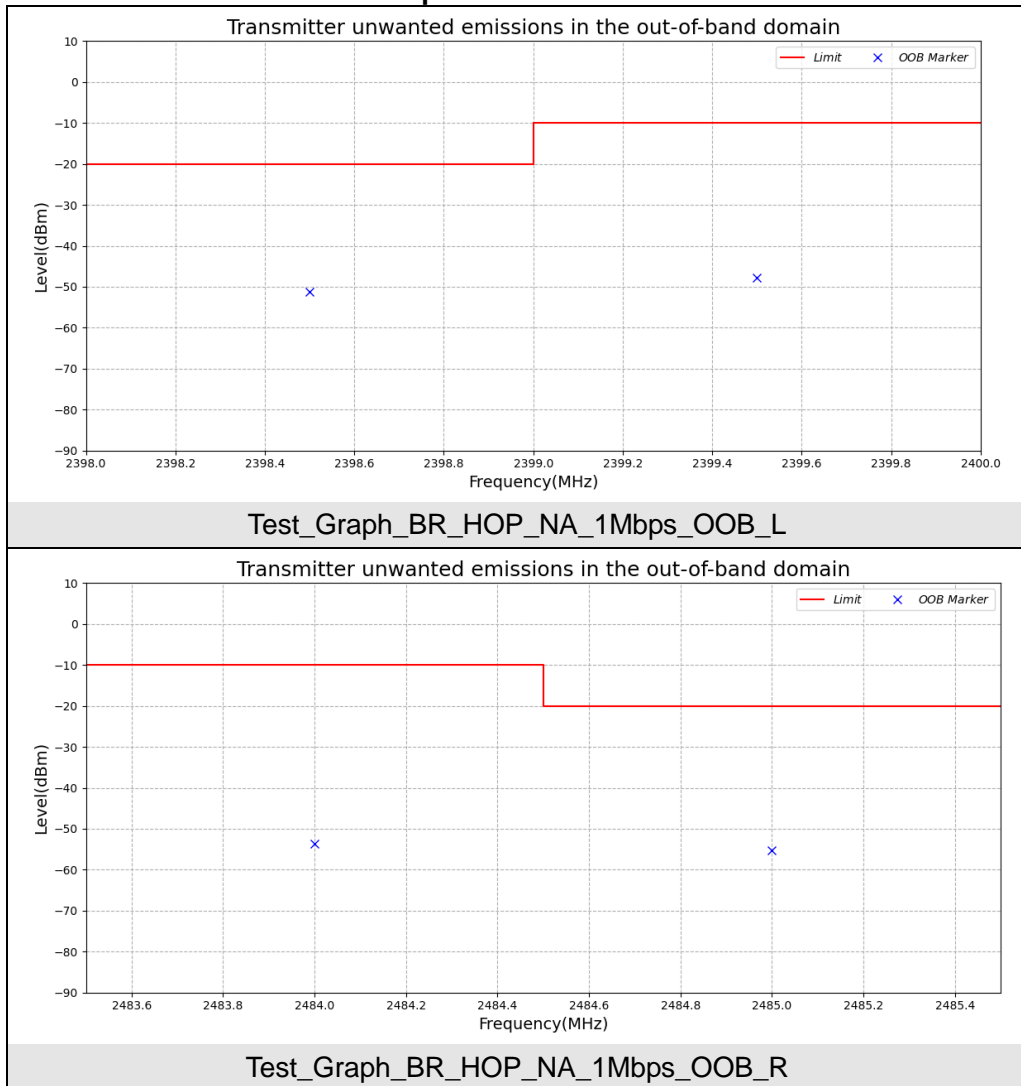 Transmitter unwanted emissions in the out-of-band domain
Limit OOB Marker
10
0
−10
−20
−30
−40
−50
−60
−70
−80
−90
Level(dBm)
2398.0 2398.2 2398.4 2398.6 2398.8 2399.0 2399.2 2399.4 2399.6 2399.8 2400.0
Frequency(MHz)
Test_Graph_BR_HOP_NA_1Mbps_OOB_L
Transmitter unwanted emissions in the out-of-band domain
Limit OOB Marker
10
0
−10
−20
−30
−40
−50
−60
−70
−80
−90
Level(dBm)
2483.6 2483.8 2484.0 2484.2 2484.4 2484.6 2484.8 2485.0 2485.2 2485.4
Frequency(MHz)
Test_Graph_BR_HOP_NA_1Mbps_OOB_R